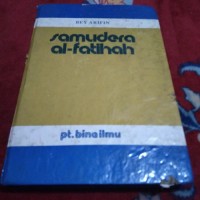 BEY ARIFIN
samudera
al-fatihah
pt. bina ilmu